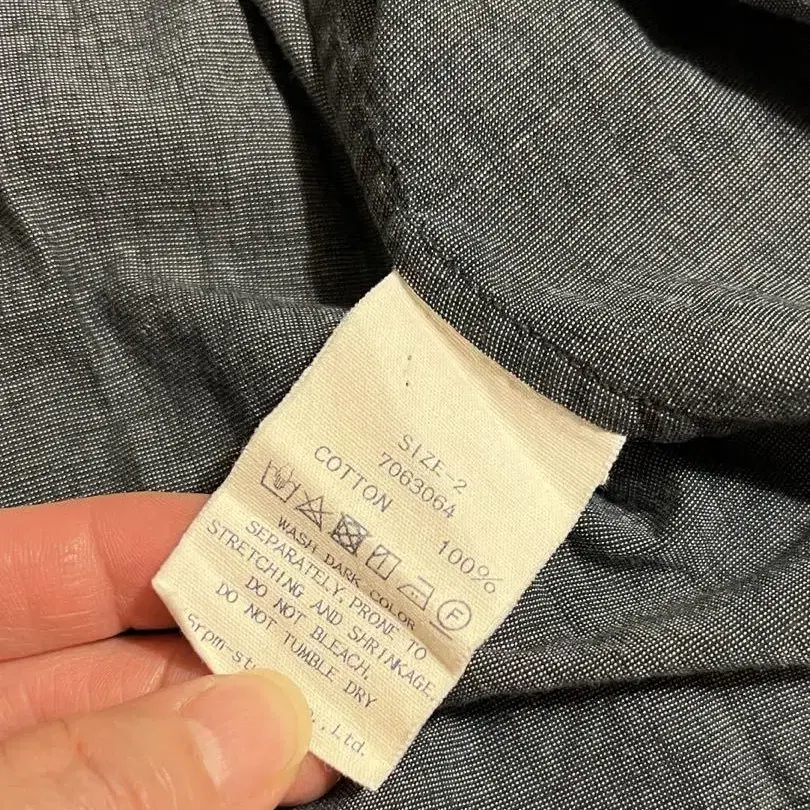 SIZE-2
7063064
COTTON 100%
F
WASH DARK COLOR
SEPARATELY, PRONE TO
STRETCHING AND SHRINKAGE,
DO NOT BLEACH,
DO NOT TUMBLE DRY
., Ltd.